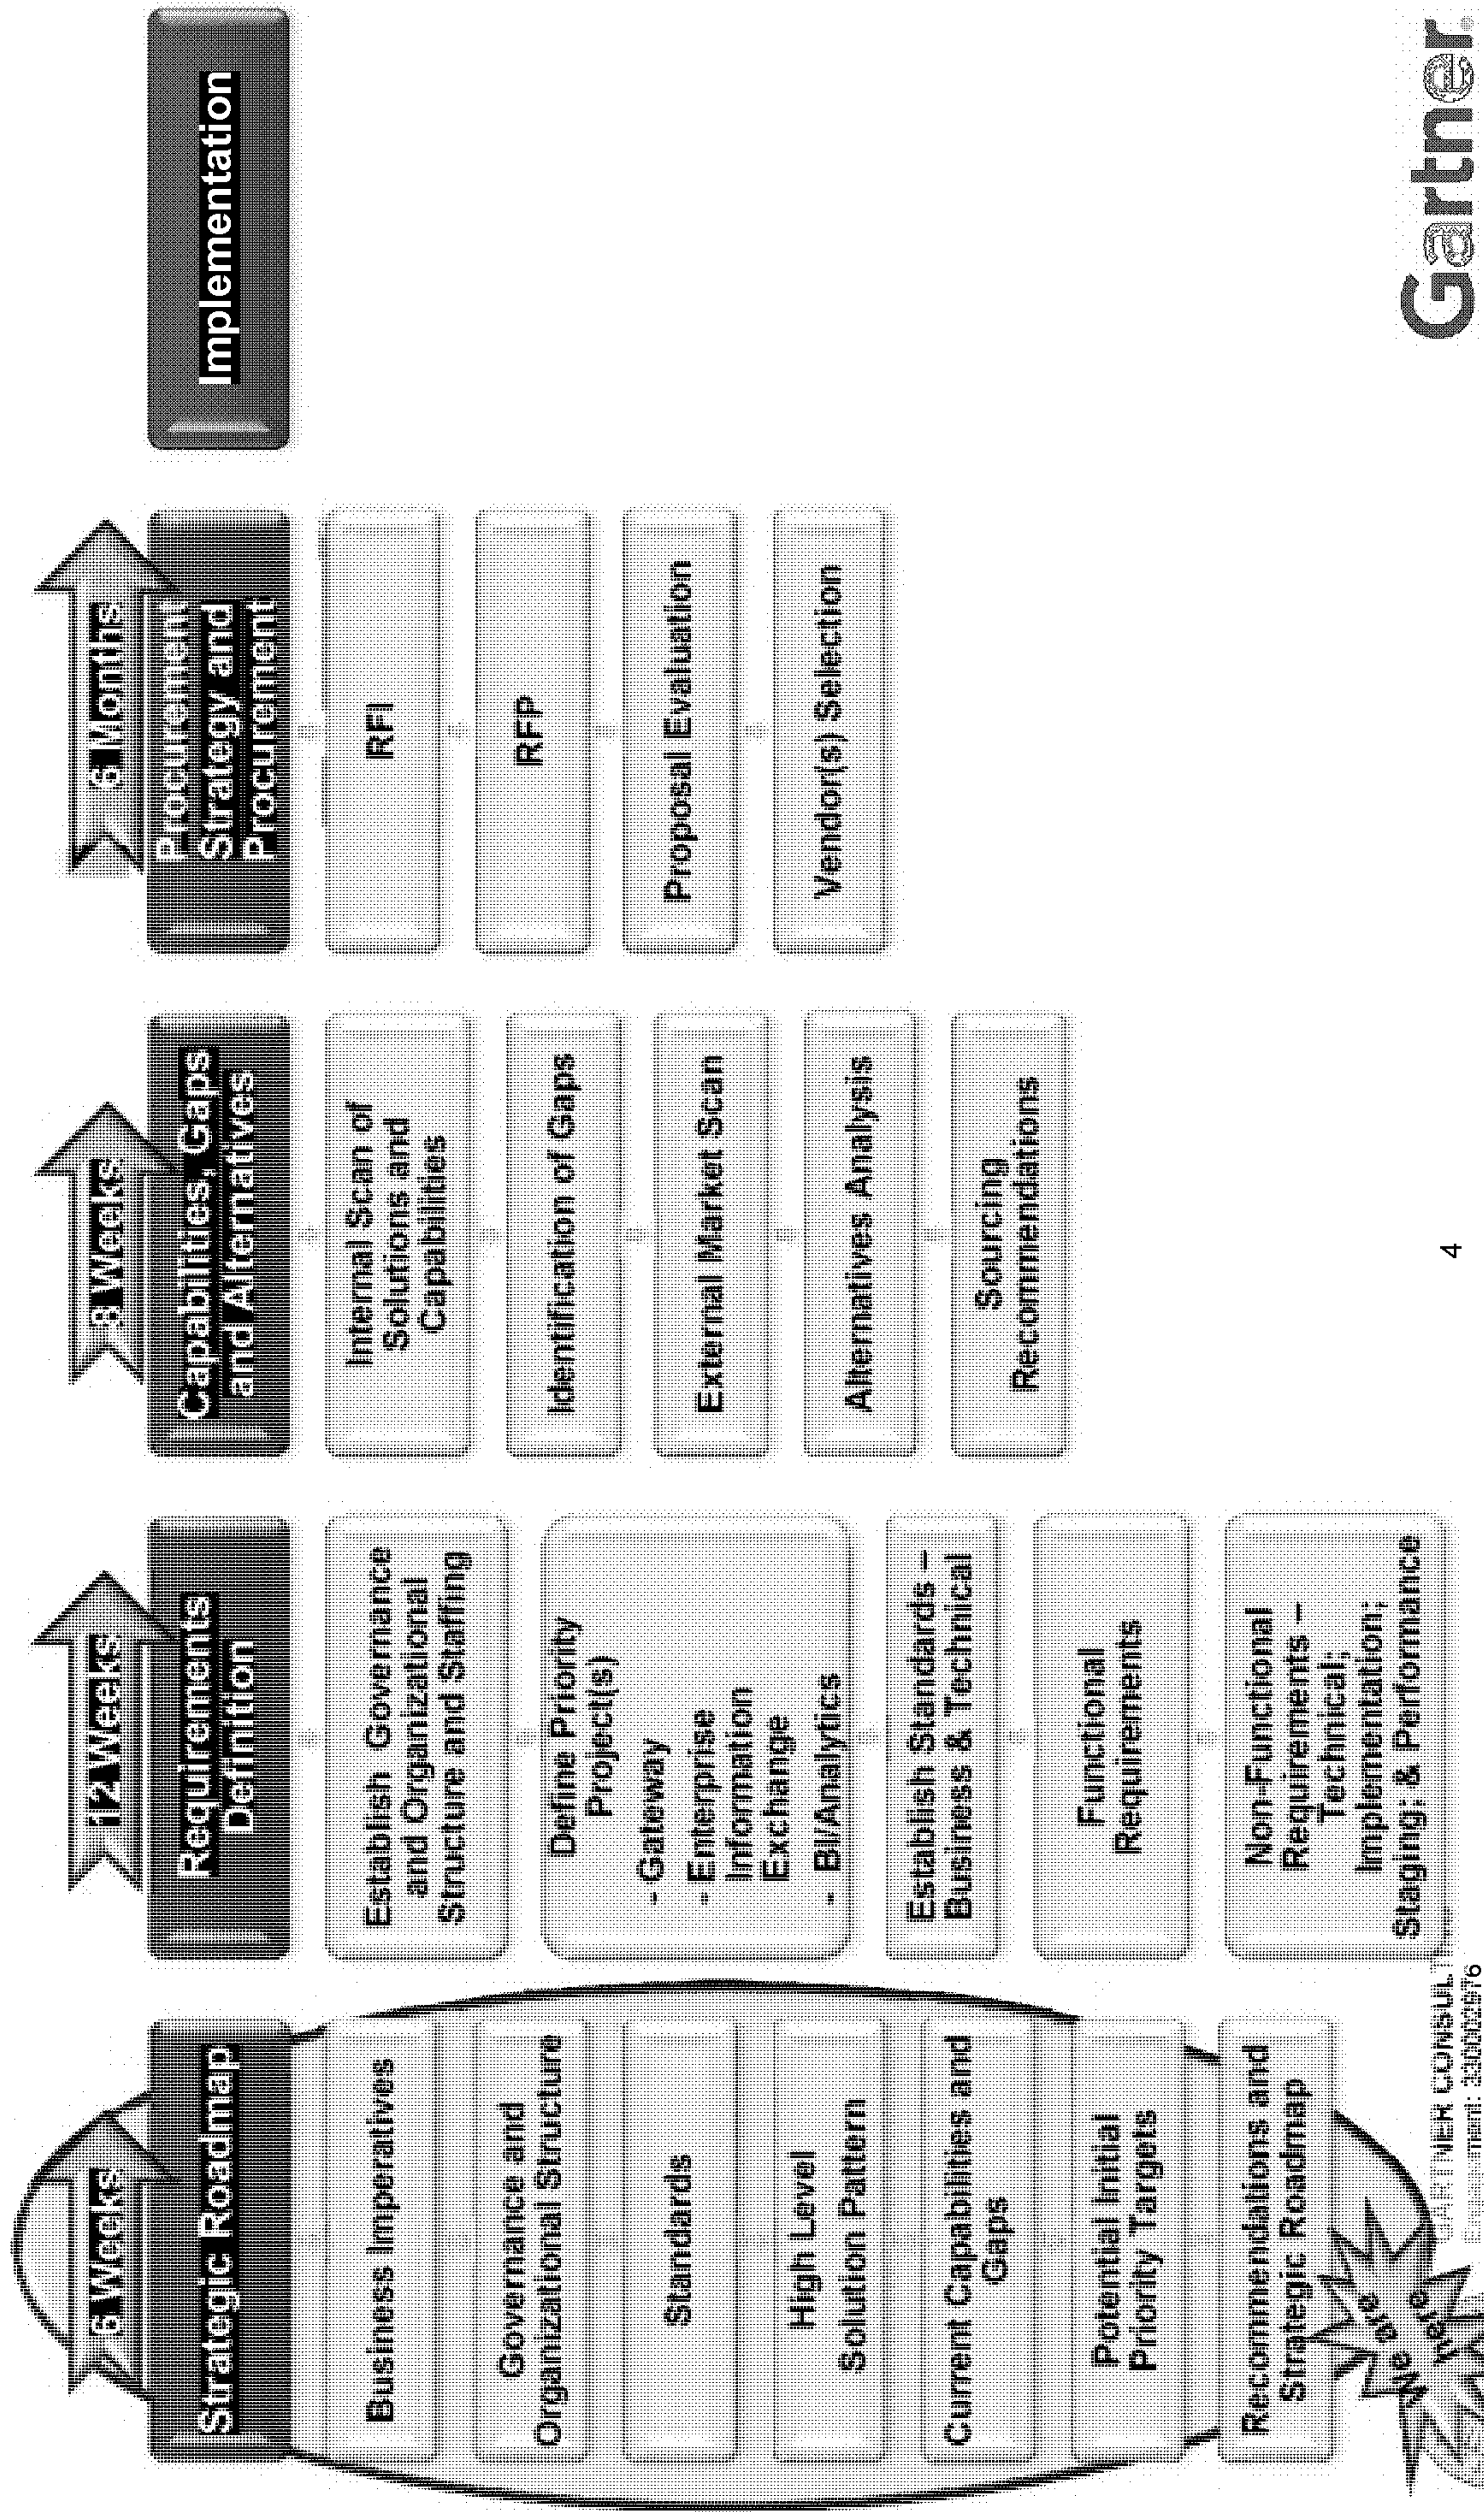 6 Weeks
Strategic Roadmap
Business Imperatives
Governance and
Organizational Structure
Standards
High Level
Solution Pattern
Current Capabilities and
Gaps
Potential Initial
Priority Targets
Recommendations and
Strategic Roadmap
We are
here
12 Weeks
Requirements
Definition
Establish Governance
and Organizational
Structure and Staffing
Define Priority
Project(s)
- Gateway
- Enterprise
Information
Exchange
- BI/Analytics
Establish Standards –
Business & Technical
Functional
Requirements
Non-Functional
Requirements –
Technical;
Implementation;
Staging; & Performance
8 Weeks
Capabilities, Gaps
and Alternatives
Internal Scan of
Solutions and
Capabilities
Identification of Gaps
External Market Scan
Alternatives Analysis
Sourcing
Recommendations
6 Months
Procurement
Strategy and
Procurement
RFI
RFP
Proposal Evaluation
Vendor(s) Selection
Implementation
GARTNER
4
Gartner